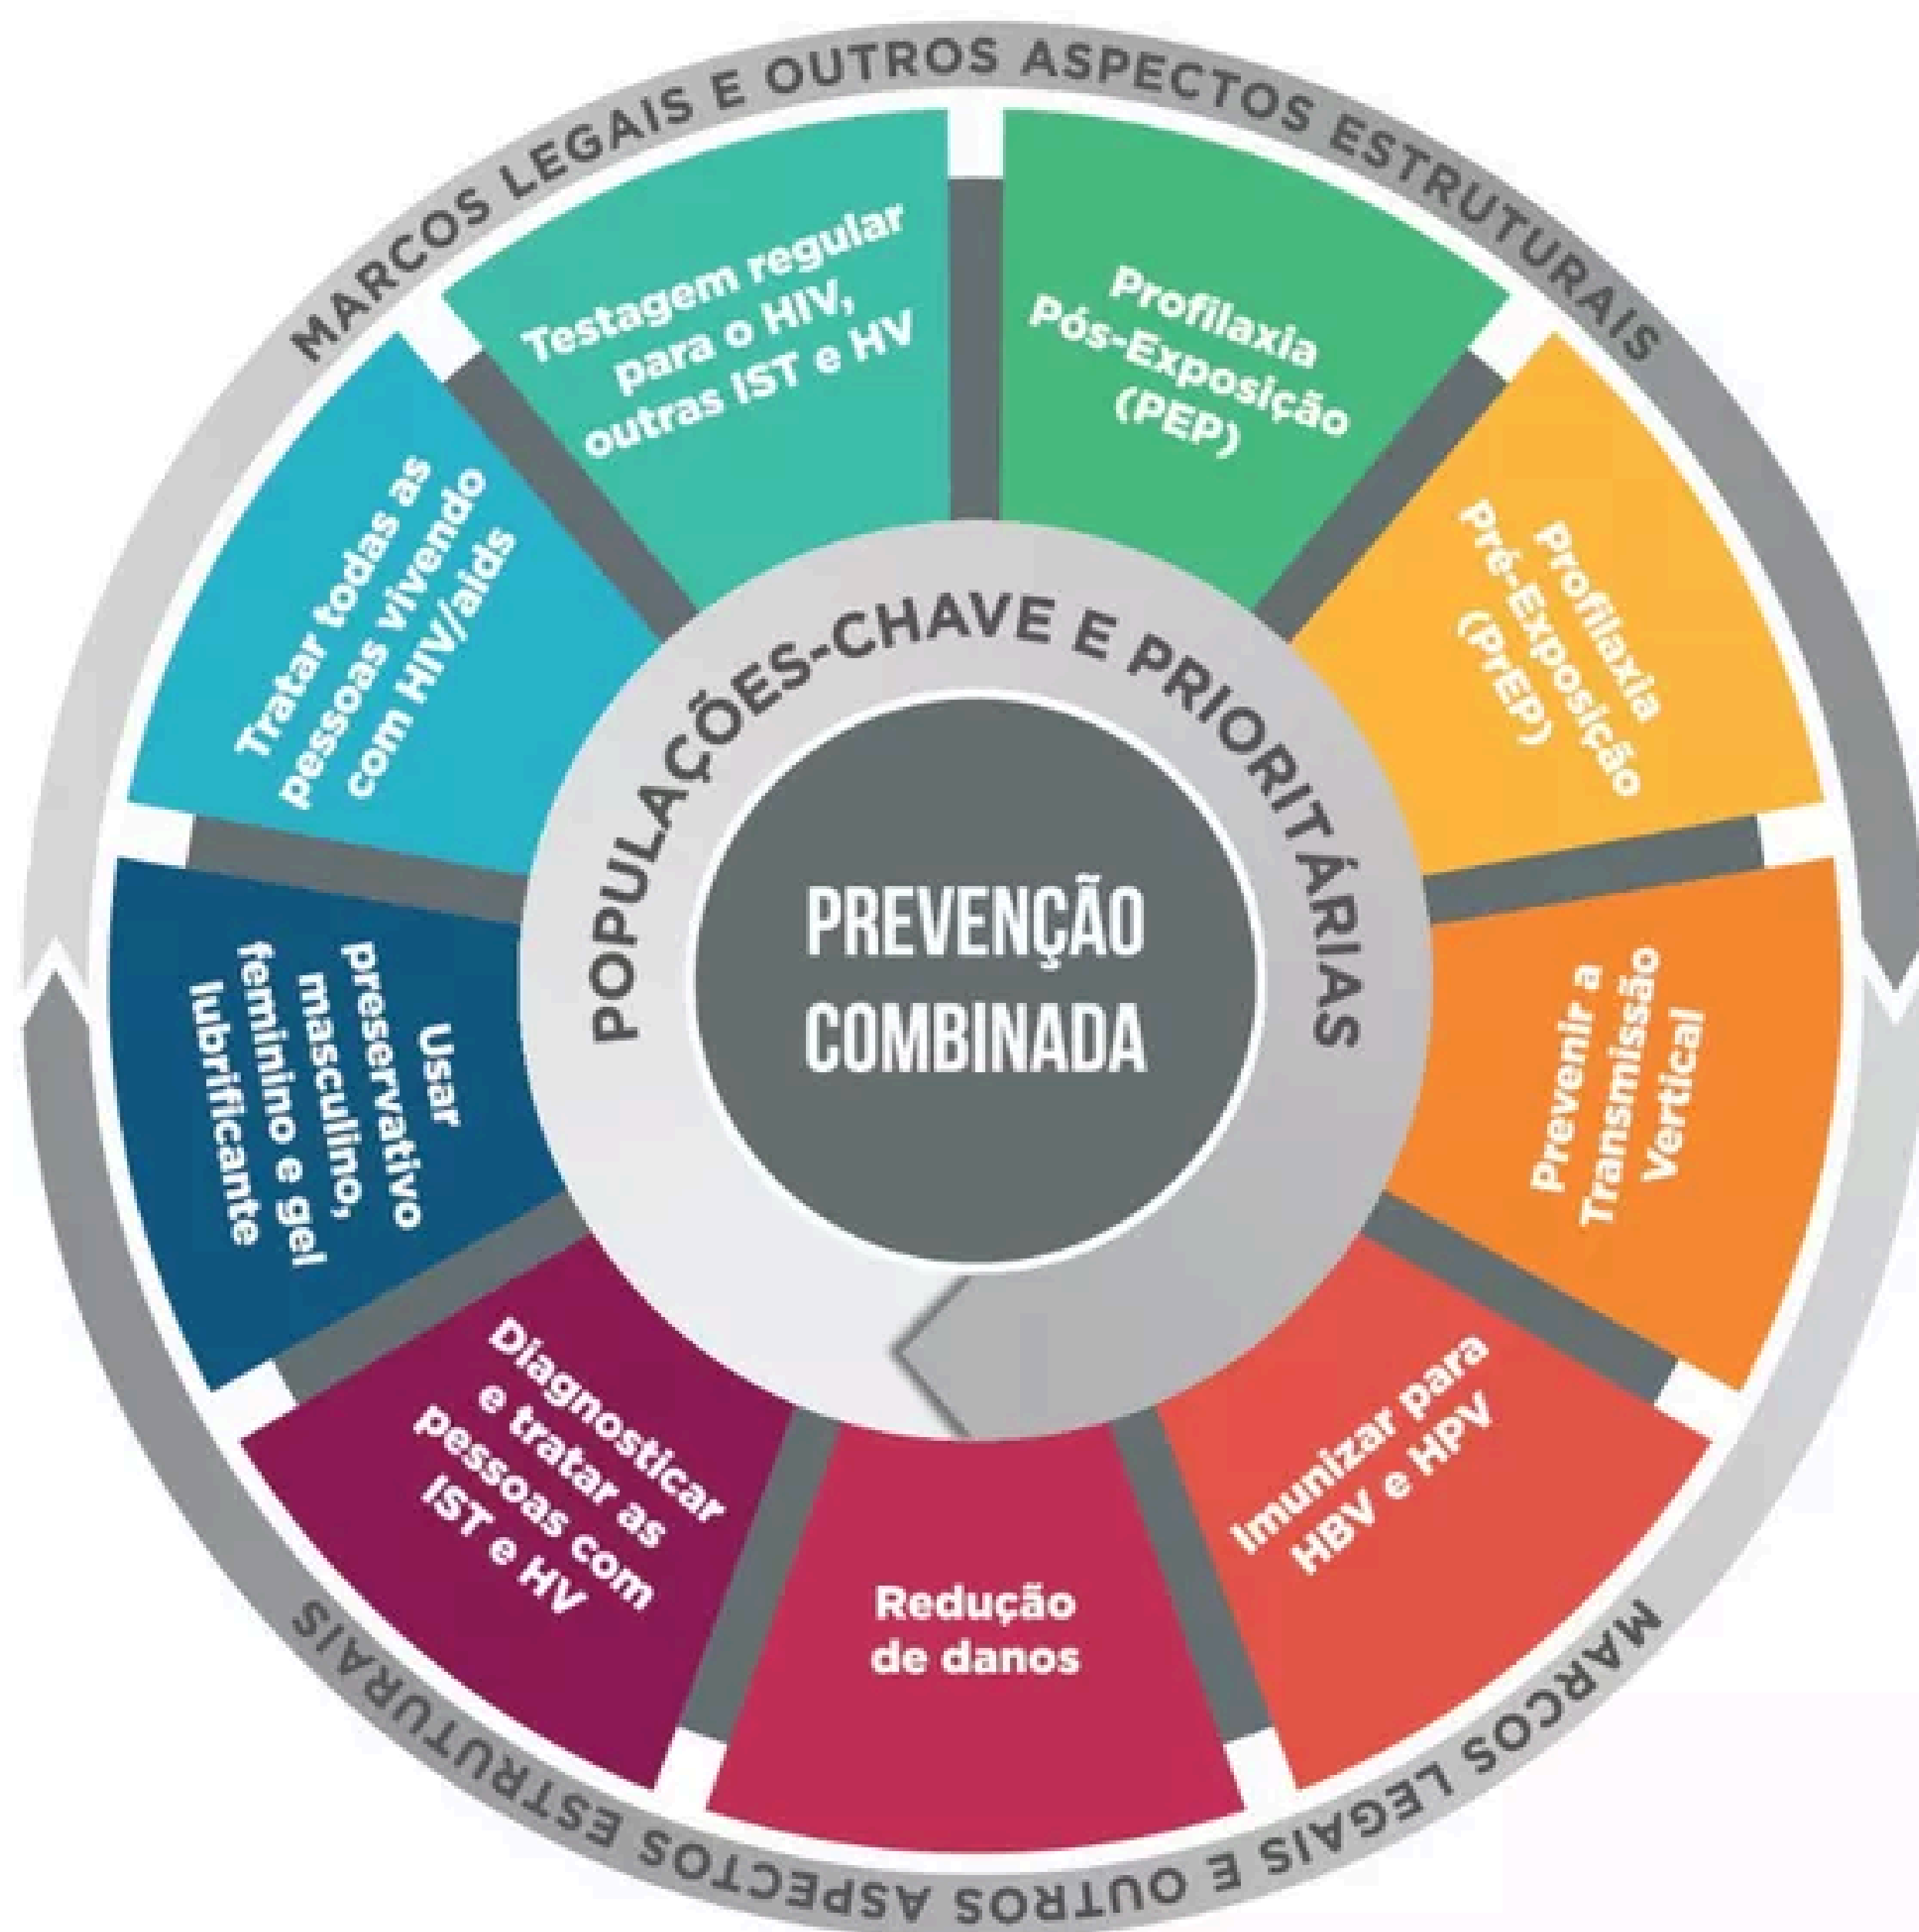 MARCOS LEGAIS E OUTROS ASPECTOS ESTRUTURAIS
Testagem regular
para o HIV,
outras IST e HV
Profilaxia
Pós-Exposição
(PEP)
Profilaxia
Pré-Exposição
(PrEP)
Prevenir a
Transmissão
Vertical
Imunizar para
HBV e HPV
Redução
de danos
Diagnosticar
e tratar as
pessoas com
IST e HV
Usar
preservativo
masculino,
feminino e gel
lubrificante
Tratar todas as
pessoas vivendo
com HIV/aids
POPULAÇÕES-CHAVE E PRIORITÁRIAS
PREVENÇÃO
COMBINADA
MARCOS LEGAIS E OUTROS ASPECTOS ESTRUTURAIS